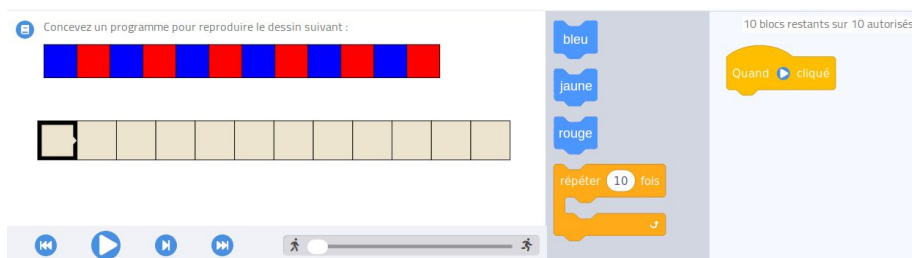 Concevez un programme pour reproduire le dessin suivant :
bleu
jaune
rouge
répéter 10 fois
10 blocs restants sur 10 autorisés
Quand cliqué